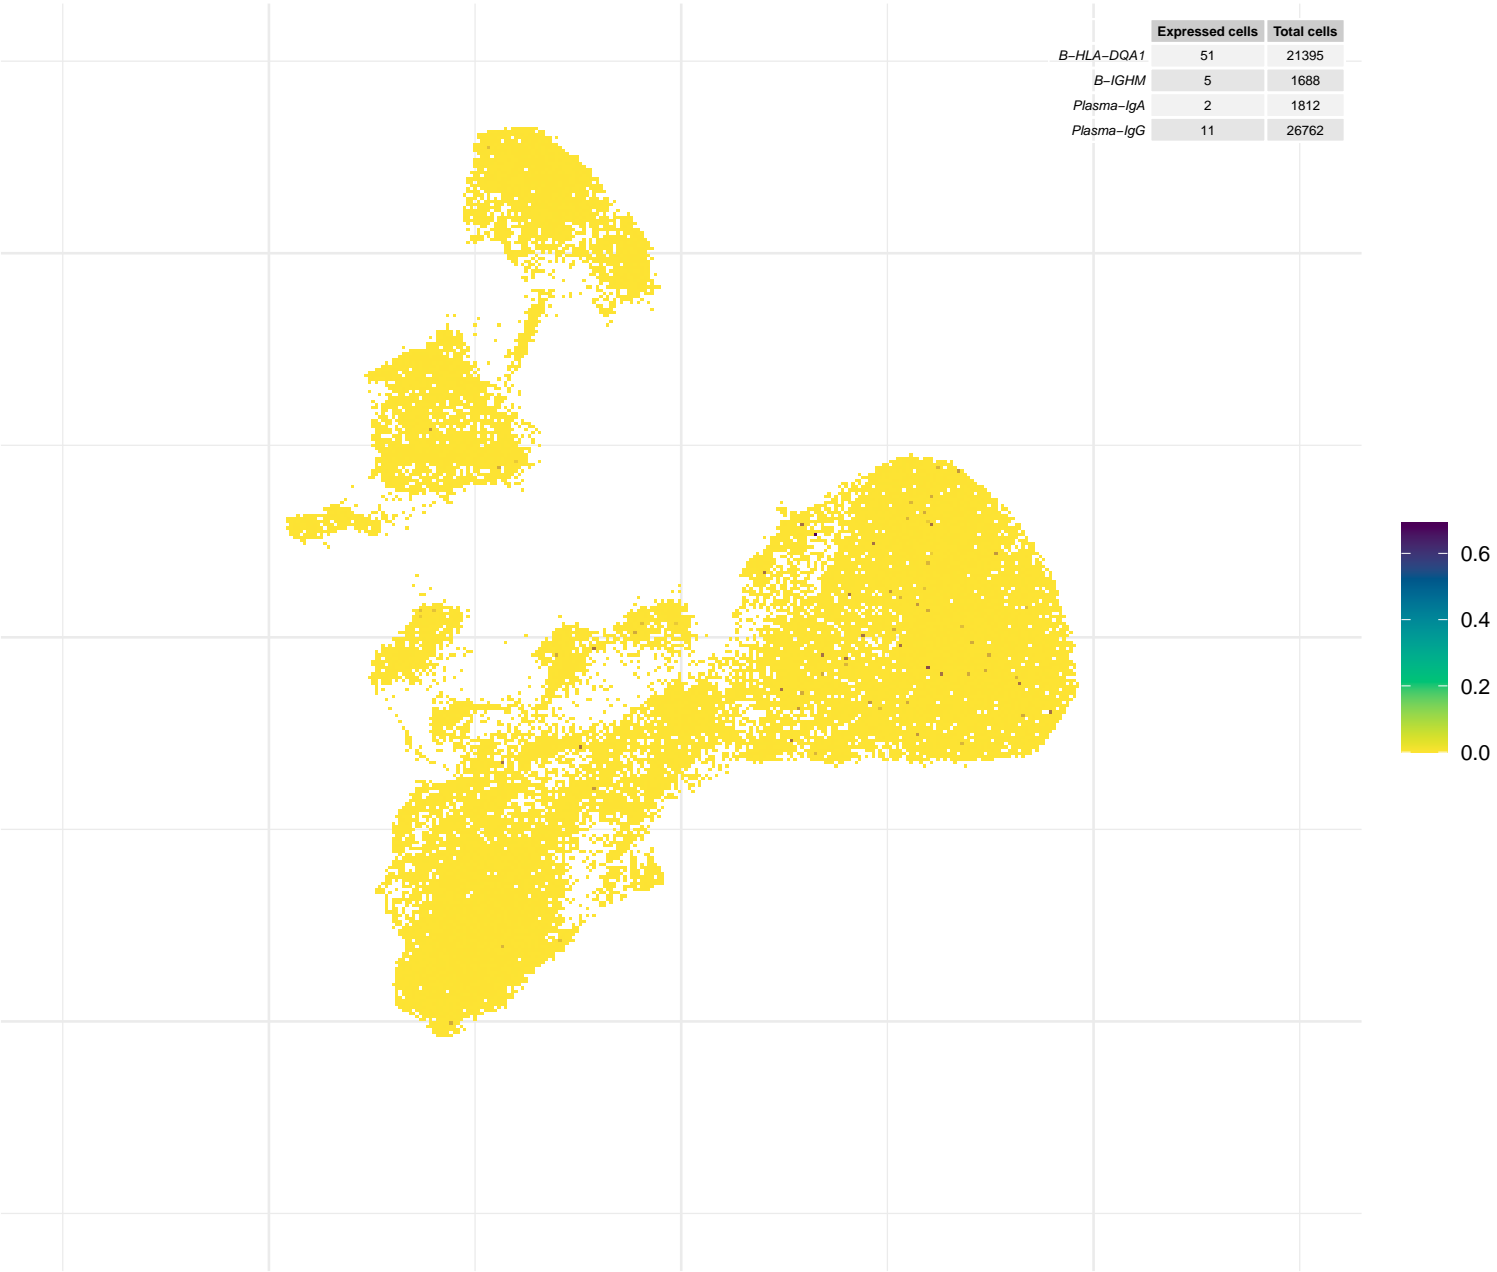 Expressed cells Total cells
B−HLA−DQA1 51 21395
B−IGHM 5 1688
Plasma−IgA 2 1812
Plasma−IgG 11 26762
0.6
0.4
0.2
0.0